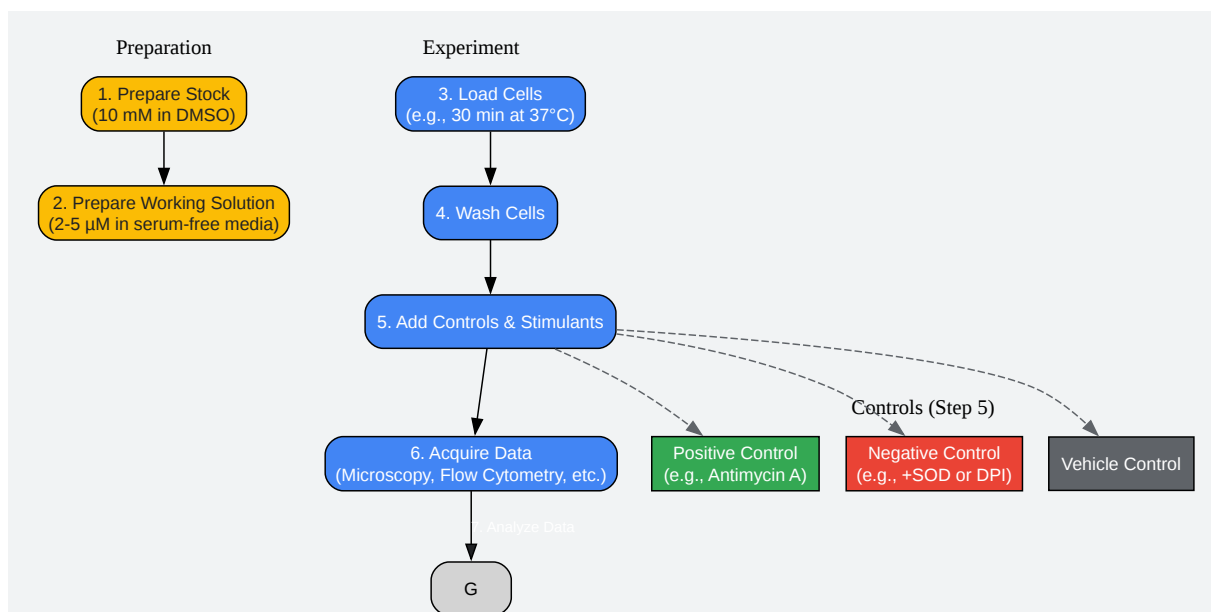 Preparation
Experiment
1. Prepare Stock
(10 mM in DMSO)
3. Load Cells
(e.g., 30 min at 37°C)
2. Prepare Working Solution
(2-5 µM in serum-free media)
4. Wash Cells
5. Add Controls & Stimulants
Controls (Step 5)
6. Acquire Data
(Microscopy, Flow Cytometry, etc.)
Positive Control
(e.g., Antimycin A)
Negative Control
(e.g., +SOD or DPI)
Vehicle Control
7. Analyze Data
G